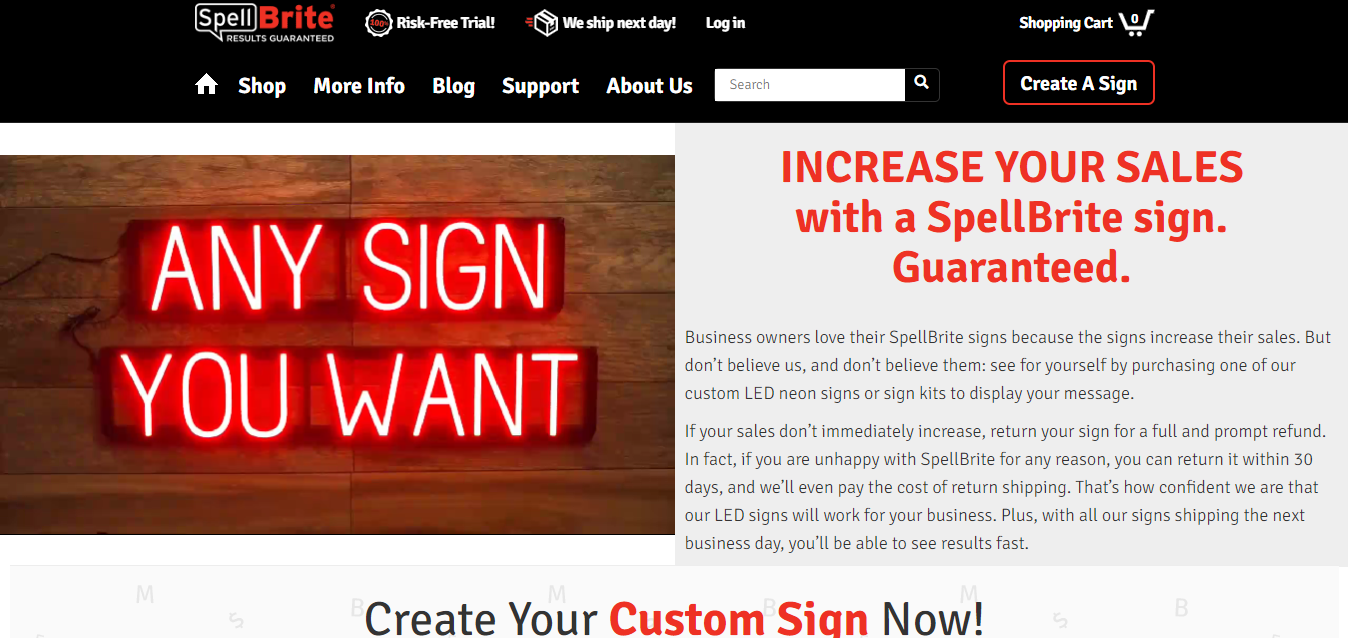 SpellBrite
RESULTS GUARANTEED
100%
Risk-Free Trial!
We ship next day!
Log in
Shopping Cart
0
Shop
More Info
Blog
Support
About Us
Search
Create A Sign
ANY SIGN
YOU WANT
INCREASE YOUR SALES
with a SpellBrite sign.
Guaranteed.
Business owners love their SpellBrite signs because the signs increase their sales. But
don’t believe us, and don’t believe them: see for yourself by purchasing one of our
custom LED neon signs or sign kits to display your message.
If your sales don’t immediately increase, return your sign for a full and prompt refund.
In fact, if you are unhappy with SpellBrite for any reason, you can return it within 30
days, and we’ll even pay the cost of return shipping. That’s how confident we are that
our LED signs will work for your business. Plus, with all our signs shipping the next
business day, you’ll be able to see results fast.
M
5
B
M
B
M
5
B
Create Your Custom Sign Now!